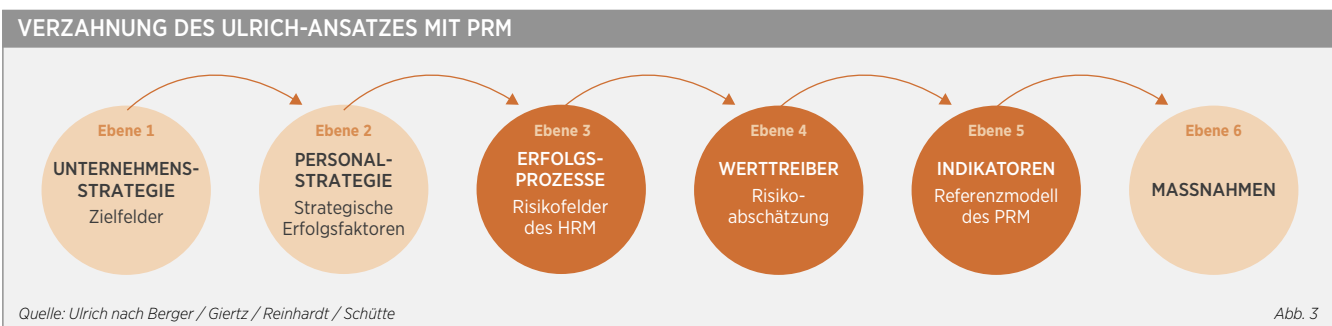 VERZAHNUNG DES ULRICH-ANSATZES MIT PRM
Ebene 1
UNTERNEHMENS-
STRATEGIE
Zielfelder
Ebene 2
PERSONAL-
STRATEGIE
Strategische
Erfolgsfaktoren
Ebene 3
ERFOLGS-
PROZESSE
Risikofelder
des HRM
Ebene 4
WERTTREIBER
Risiko-
abschätzung
Ebene 5
INDIKATOREN
Referenzmodell
des PRM
Ebene 6
MASSNAHMEN
Quelle: Ulrich nach Berger / Giertz / Reinhardt / Schütte
Abb. 3